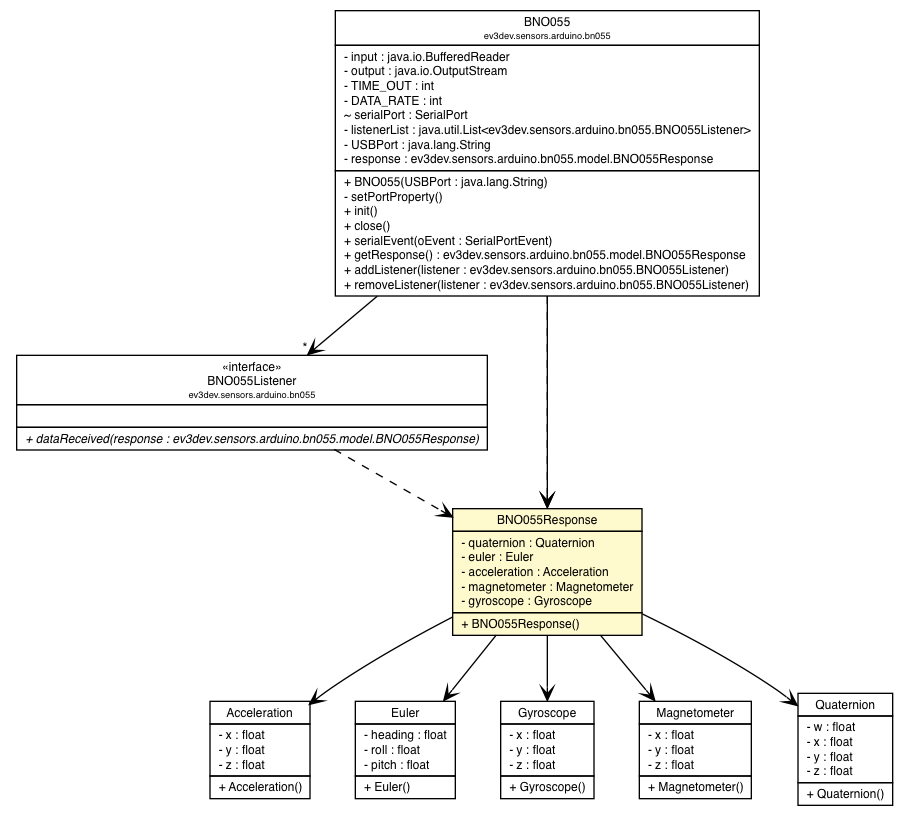 BNO055
ev3dev.sensors.arduino.bn055
- input : java.io.BufferedReader
- output : java.io.OutputStream
- TIME_OUT : int
- DATA_RATE : int
~ serialPort : SerialPort
- listenerList : java.util.List<ev3dev.sensors.arduino.bn055.BNO055Listener>
- USBPort : java.lang.String
- response : ev3dev.sensors.arduino.bn055.model.BNO055Response
+ BNO055(USBPort : java.lang.String)
- setPortProperty()
+ init()
+ close()
+ serialEvent(oEvent : SerialPortEvent)
+ getResponse() : ev3dev.sensors.arduino.bn055.model.BNO055Response
+ addListener(listener : ev3dev.sensors.arduino.bn055.BNO055Listener)
+ removeListener(listener : ev3dev.sensors.arduino.bn055.BNO055Listener)
*
«interface»
BNO055Listener
ev3dev.sensors.arduino.bn055
+ dataReceived(response : ev3dev.sensors.arduino.bn055.model.BNO055Response)
BNO055Response
- quaternion : Quaternion
- euler : Euler
- acceleration : Acceleration
- magnetometer : Magnetometer
- gyroscope : Gyroscope
+ BNO055Response()
Acceleration
- x : float
- y : float
- z : float
+ Acceleration()
Euler
- heading : float
- roll : float
- pitch : float
+ Euler()
Gyroscope
- x : float
- y : float
- z : float
+ Gyroscope()
Magnetometer
- x : float
- y : float
- z : float
+ Magnetometer()
Quaternion
- w : float
- x : float
- y : float
- z : float
+ Quaternion()